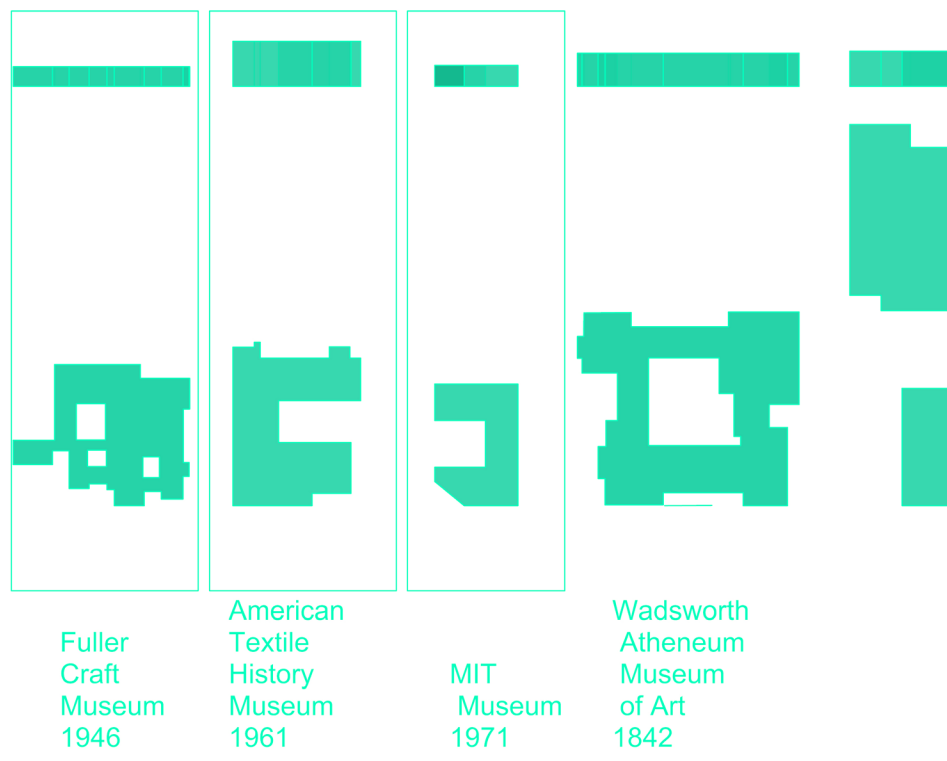 Fuller
Craft
Museum
1946
American
Textile
History
Museum
1961
MIT
Museum
1971
Wadsworth
Atheneum
Museum
of Art
1842